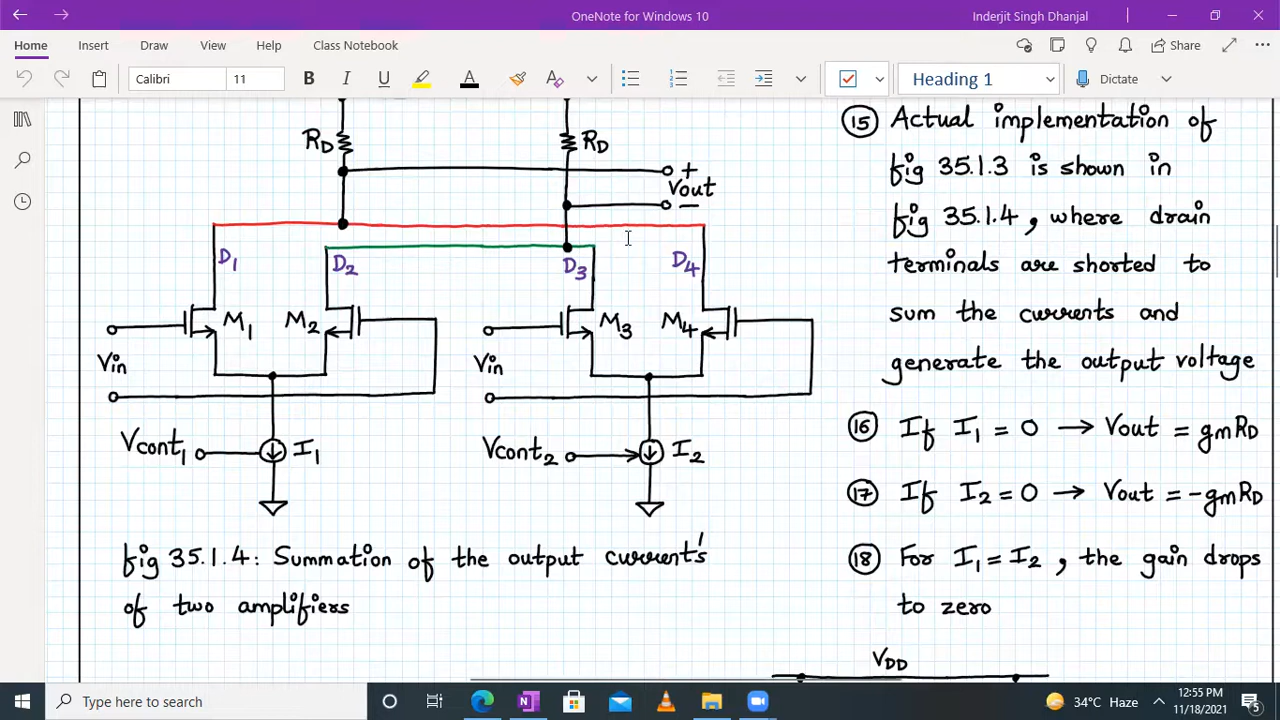 OneNote for Windows 10
Inderjit Singh Dhanjal
Home Insert Draw View Help Class Notebook
Share
Calibri 11 B I U A Heading 1 Dictate
RD RD
+
Vout
−
D1 D2 D3 D4
M1 M2 M3 M4
Vin Vin
Vcont1 I1 Vcont2 I2
fig 35.1.4: Summation of the output current's
of two amplifiers
15 Actual implementation of
fig 35.1.3 is shown in
fig 35.1.4, where drain
terminals are shorted to
sum the currents and
generate the output voltage
16 If I1 = 0 → Vout = gmRD
17 If I2 = 0 → Vout = -gmRD
18 For I1 = I2, the gain drops
to zero
VDD
Type here to search
34°C Haze
12:55 PM
11/18/2021
5